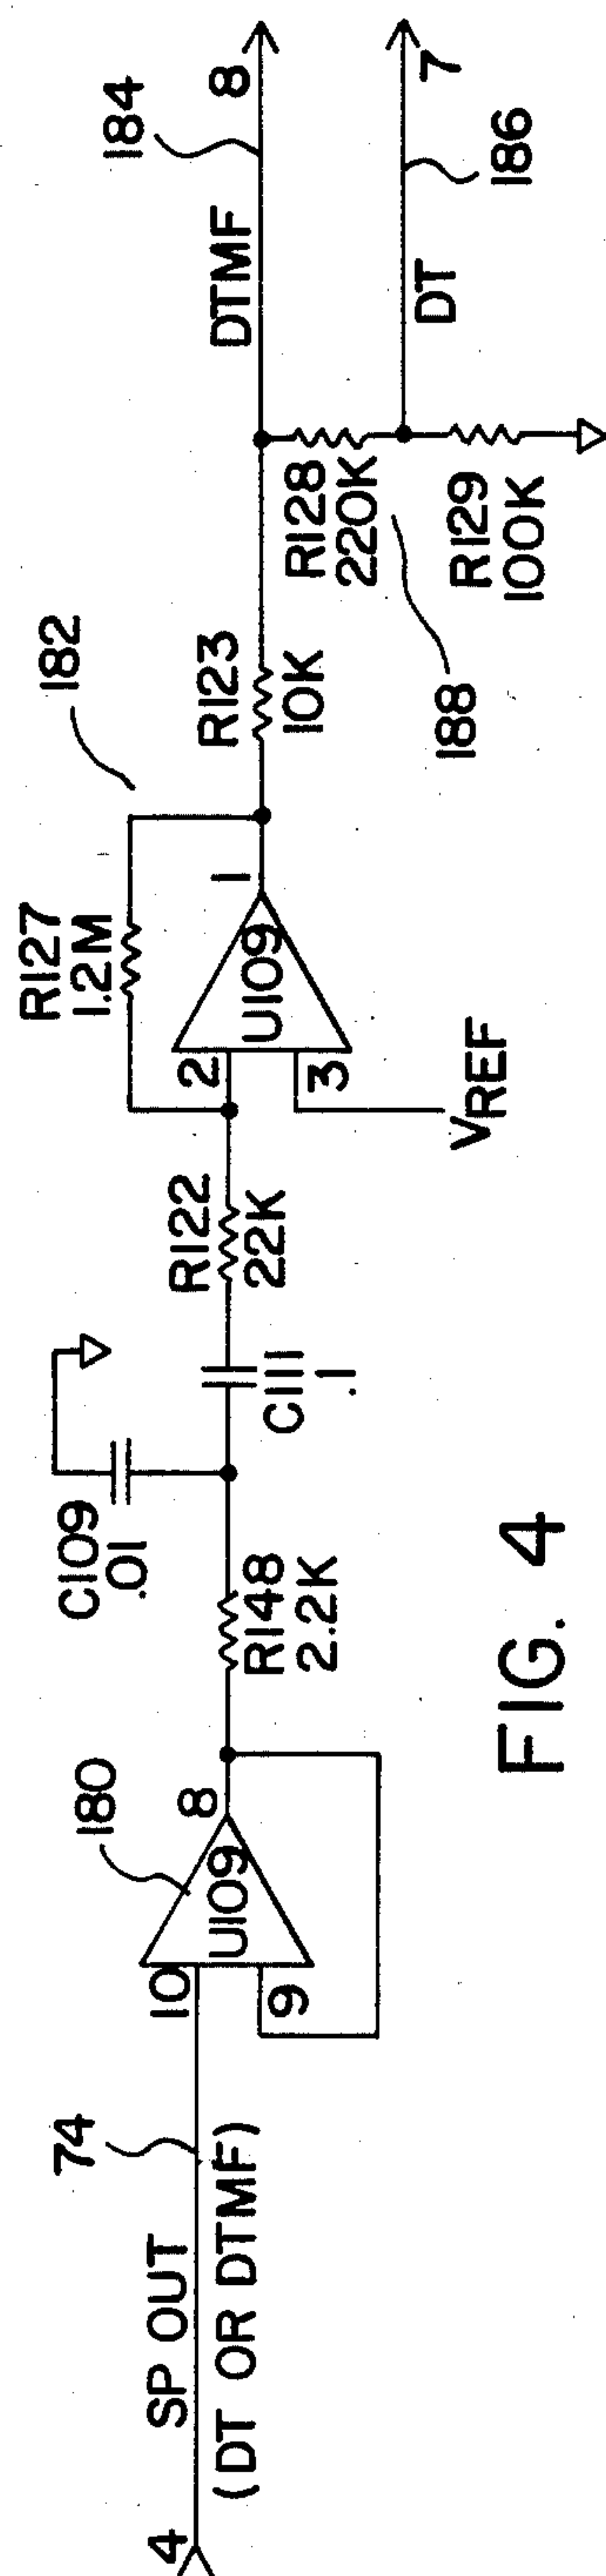 4
SP OUT
(DT OR DTMF)
74
10
9
U109
8
180
R148
2.2K
C109
.01
C111
.1
R122
22K
2
3
VREF
U109
1
R127
1.2M
182
R123
10K
R128
220K
R129
100K
188
DTMF
184
8
DT
186
7
FIG. 4